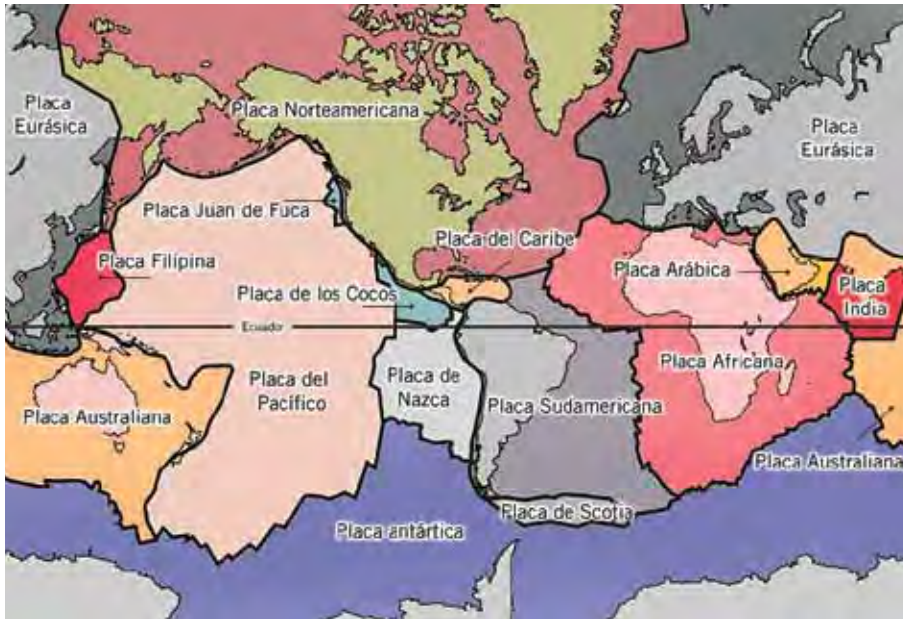 Placa
Eurásica
Placa Norteamericana
Placa
Eurásica
Placa Juan de Fuca
Placa del Caribe
Placa Filipina
Placa Arábica
Placa
India
Placa de los Cocos
Ecuador
Placa del
Pacífico
Placa de
Nazca
Placa Africana
Placa Australiana
Placa Sudamericana
Placa Australiana
Placa de Scotia
Placa antártica